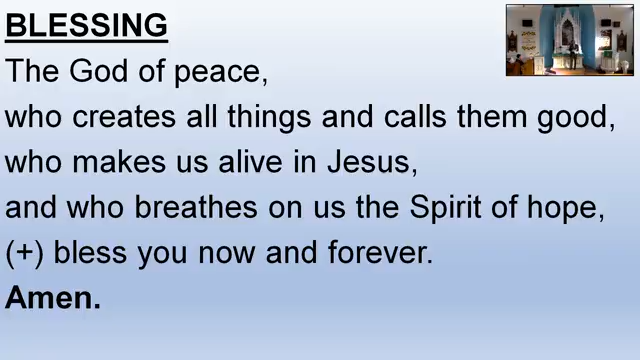 BLESSING
The God of peace,
who creates all things and calls them good,
who makes us alive in Jesus,
and who breathes on us the Spirit of hope,
(+) bless you now and forever.
Amen.